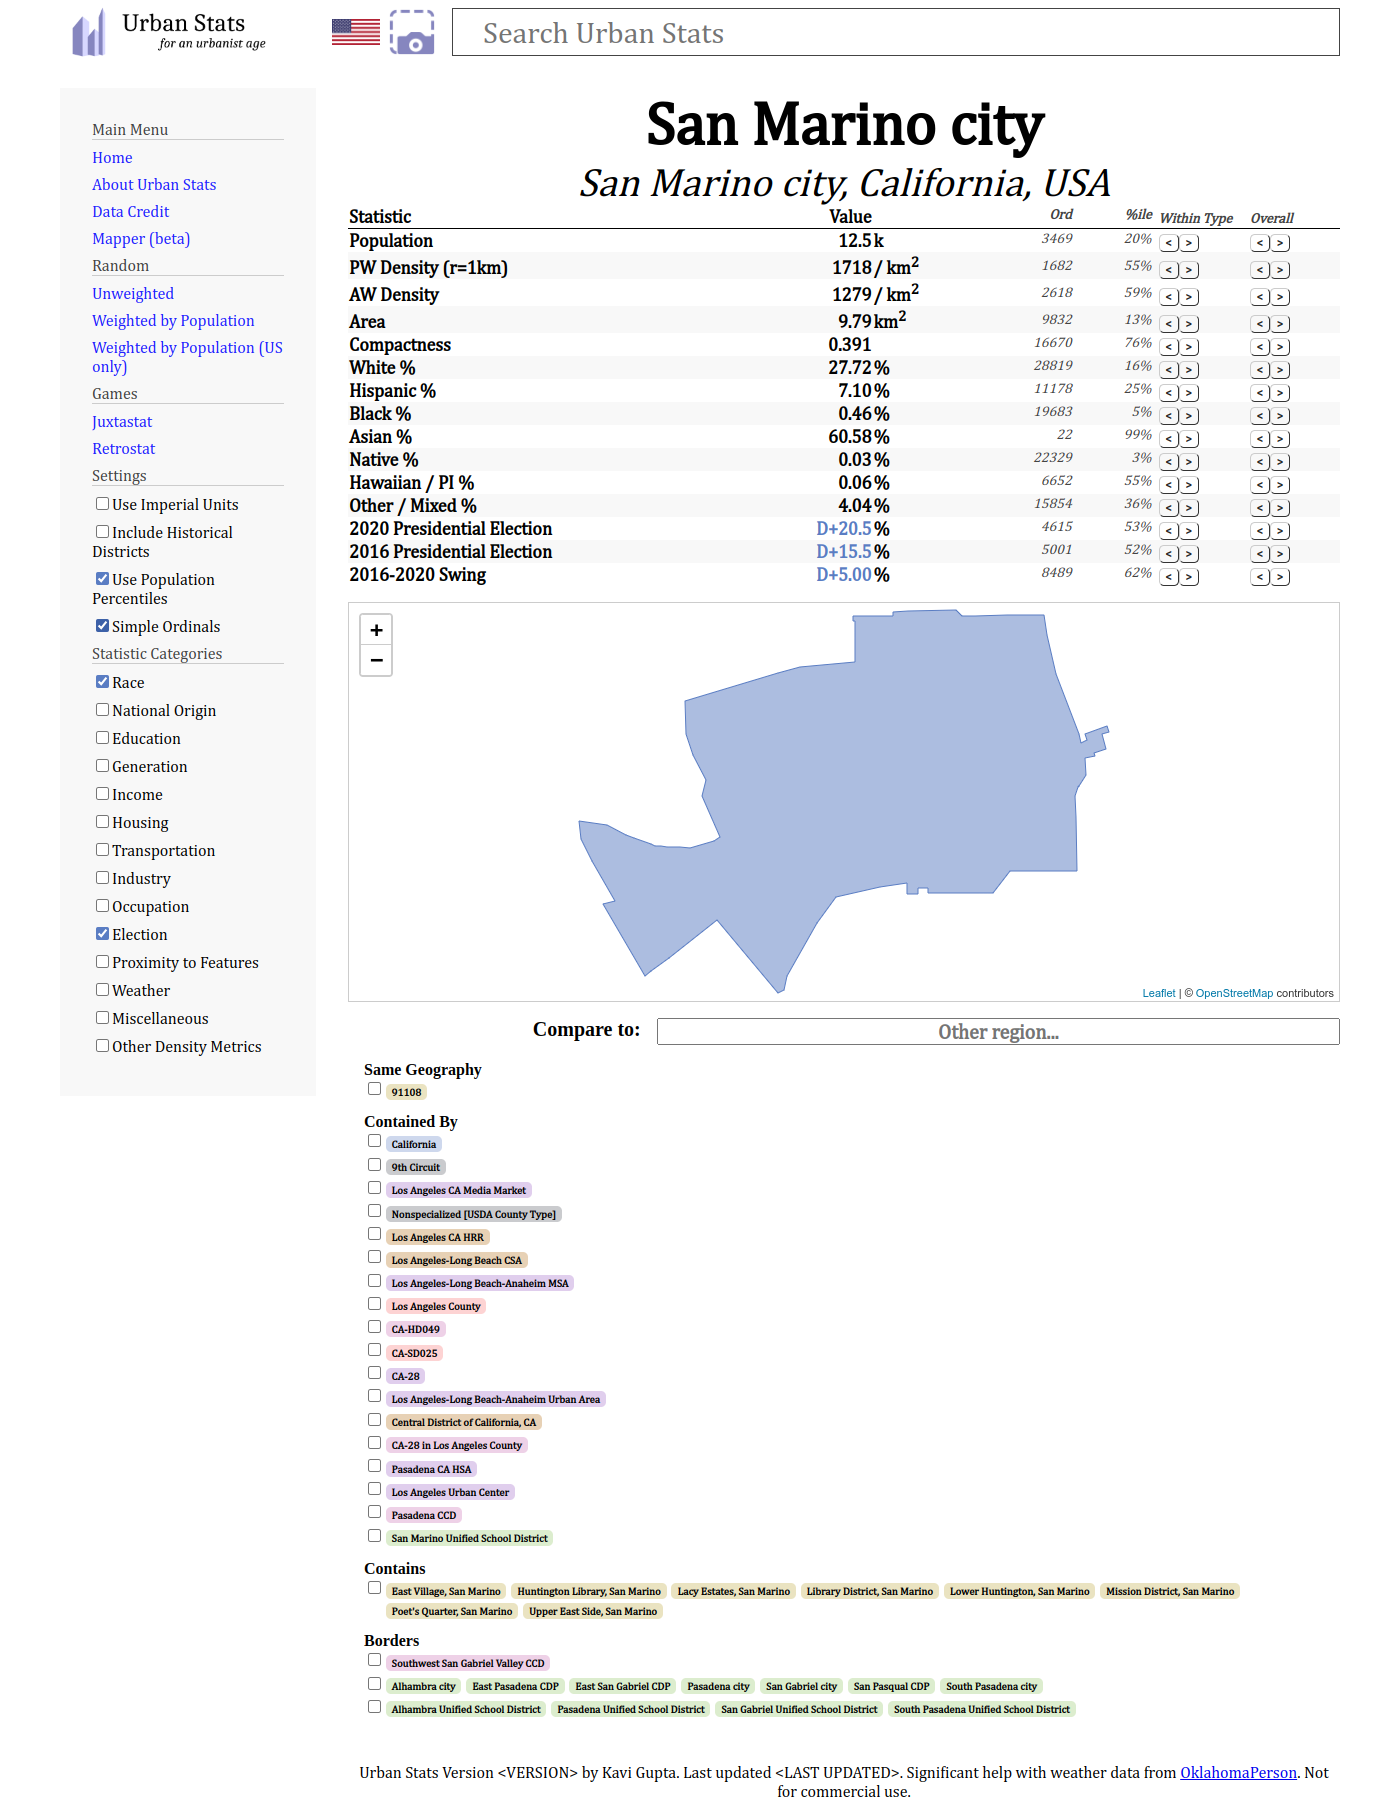 Urban Stats
for an urbanist age
Search Urban Stats
Main Menu
Home
About Urban Stats
Data Credit
Mapper (beta)
Random
Unweighted
Weighted by Population
Weighted by Population (US
only)
Games
Juxtastat
Retrostat
Settings
Use Imperial Units
Include Historical
Districts
Use Population
Percentiles
Simple Ordinals
Statistic Categories
Race
National Origin
Education
Generation
Income
Housing
Transportation
Industry
Occupation
Election
Proximity to Features
Weather
Miscellaneous
Other Density Metrics
San Marino city
San Marino city, California, USA
Statistic Value Ord %ile Within Type Overall
Population 12.5 k 3469 20% < > < >
PW Density (r=1km) 1718 / km² 1682 55% < > < >
AW Density 1279 / km² 2618 59% < > < >
Area 9.79 km² 9832 13% < > < >
Compactness 0.391 16670 76% < > < >
White % 27.72 % 28819 16% < > < >
Hispanic % 7.10 % 11178 25% < > < >
Black % 0.46 % 19683 5% < > < >
Asian % 60.58 % 22 99% < > < >
Native % 0.03 % 22329 3% < > < >
Hawaiian / PI % 0.06 % 6652 55% < > < >
Other / Mixed % 4.04 % 15854 36% < > < >
2020 Presidential Election D+20.5 % 4615 53% < > < >
2016 Presidential Election D+15.5 % 5001 52% < > < >
2016-2020 Swing D+5.00 % 8489 62% < > < >
+
−
Leaflet | © OpenStreetMap contributors
Compare to: Other region...
Same Geography
91108
Contained By
California
9th Circuit
Los Angeles CA Media Market
Nonspecialized [USDA County Type]
Los Angeles CA HRR
Los Angeles-Long Beach CSA
Los Angeles-Long Beach-Anaheim MSA
Los Angeles County
CA-HD049
CA-SD025
CA-28
Los Angeles-Long Beach-Anaheim Urban Area
Central District of California, CA
CA-28 in Los Angeles County
Pasadena CA HSA
Los Angeles Urban Center
Pasadena CCD
San Marino Unified School District
Contains
East Village, San Marino Huntington Library, San Marino Lacy Estates, San Marino Library District, San Marino Lower Huntington, San Marino Mission District, San Marino
Poet's Quarter, San Marino Upper East Side, San Marino
Borders
Southwest San Gabriel Valley CCD
Alhambra city East Pasadena CDP East San Gabriel CDP Pasadena city San Gabriel city San Pasqual CDP South Pasadena city
Alhambra Unified School District Pasadena Unified School District San Gabriel Unified School District South Pasadena Unified School District
Urban Stats Version <VERSION> by Kavi Gupta. Last updated <LAST UPDATED>. Significant help with weather data from OklahomaPerson. Not
for commercial use.